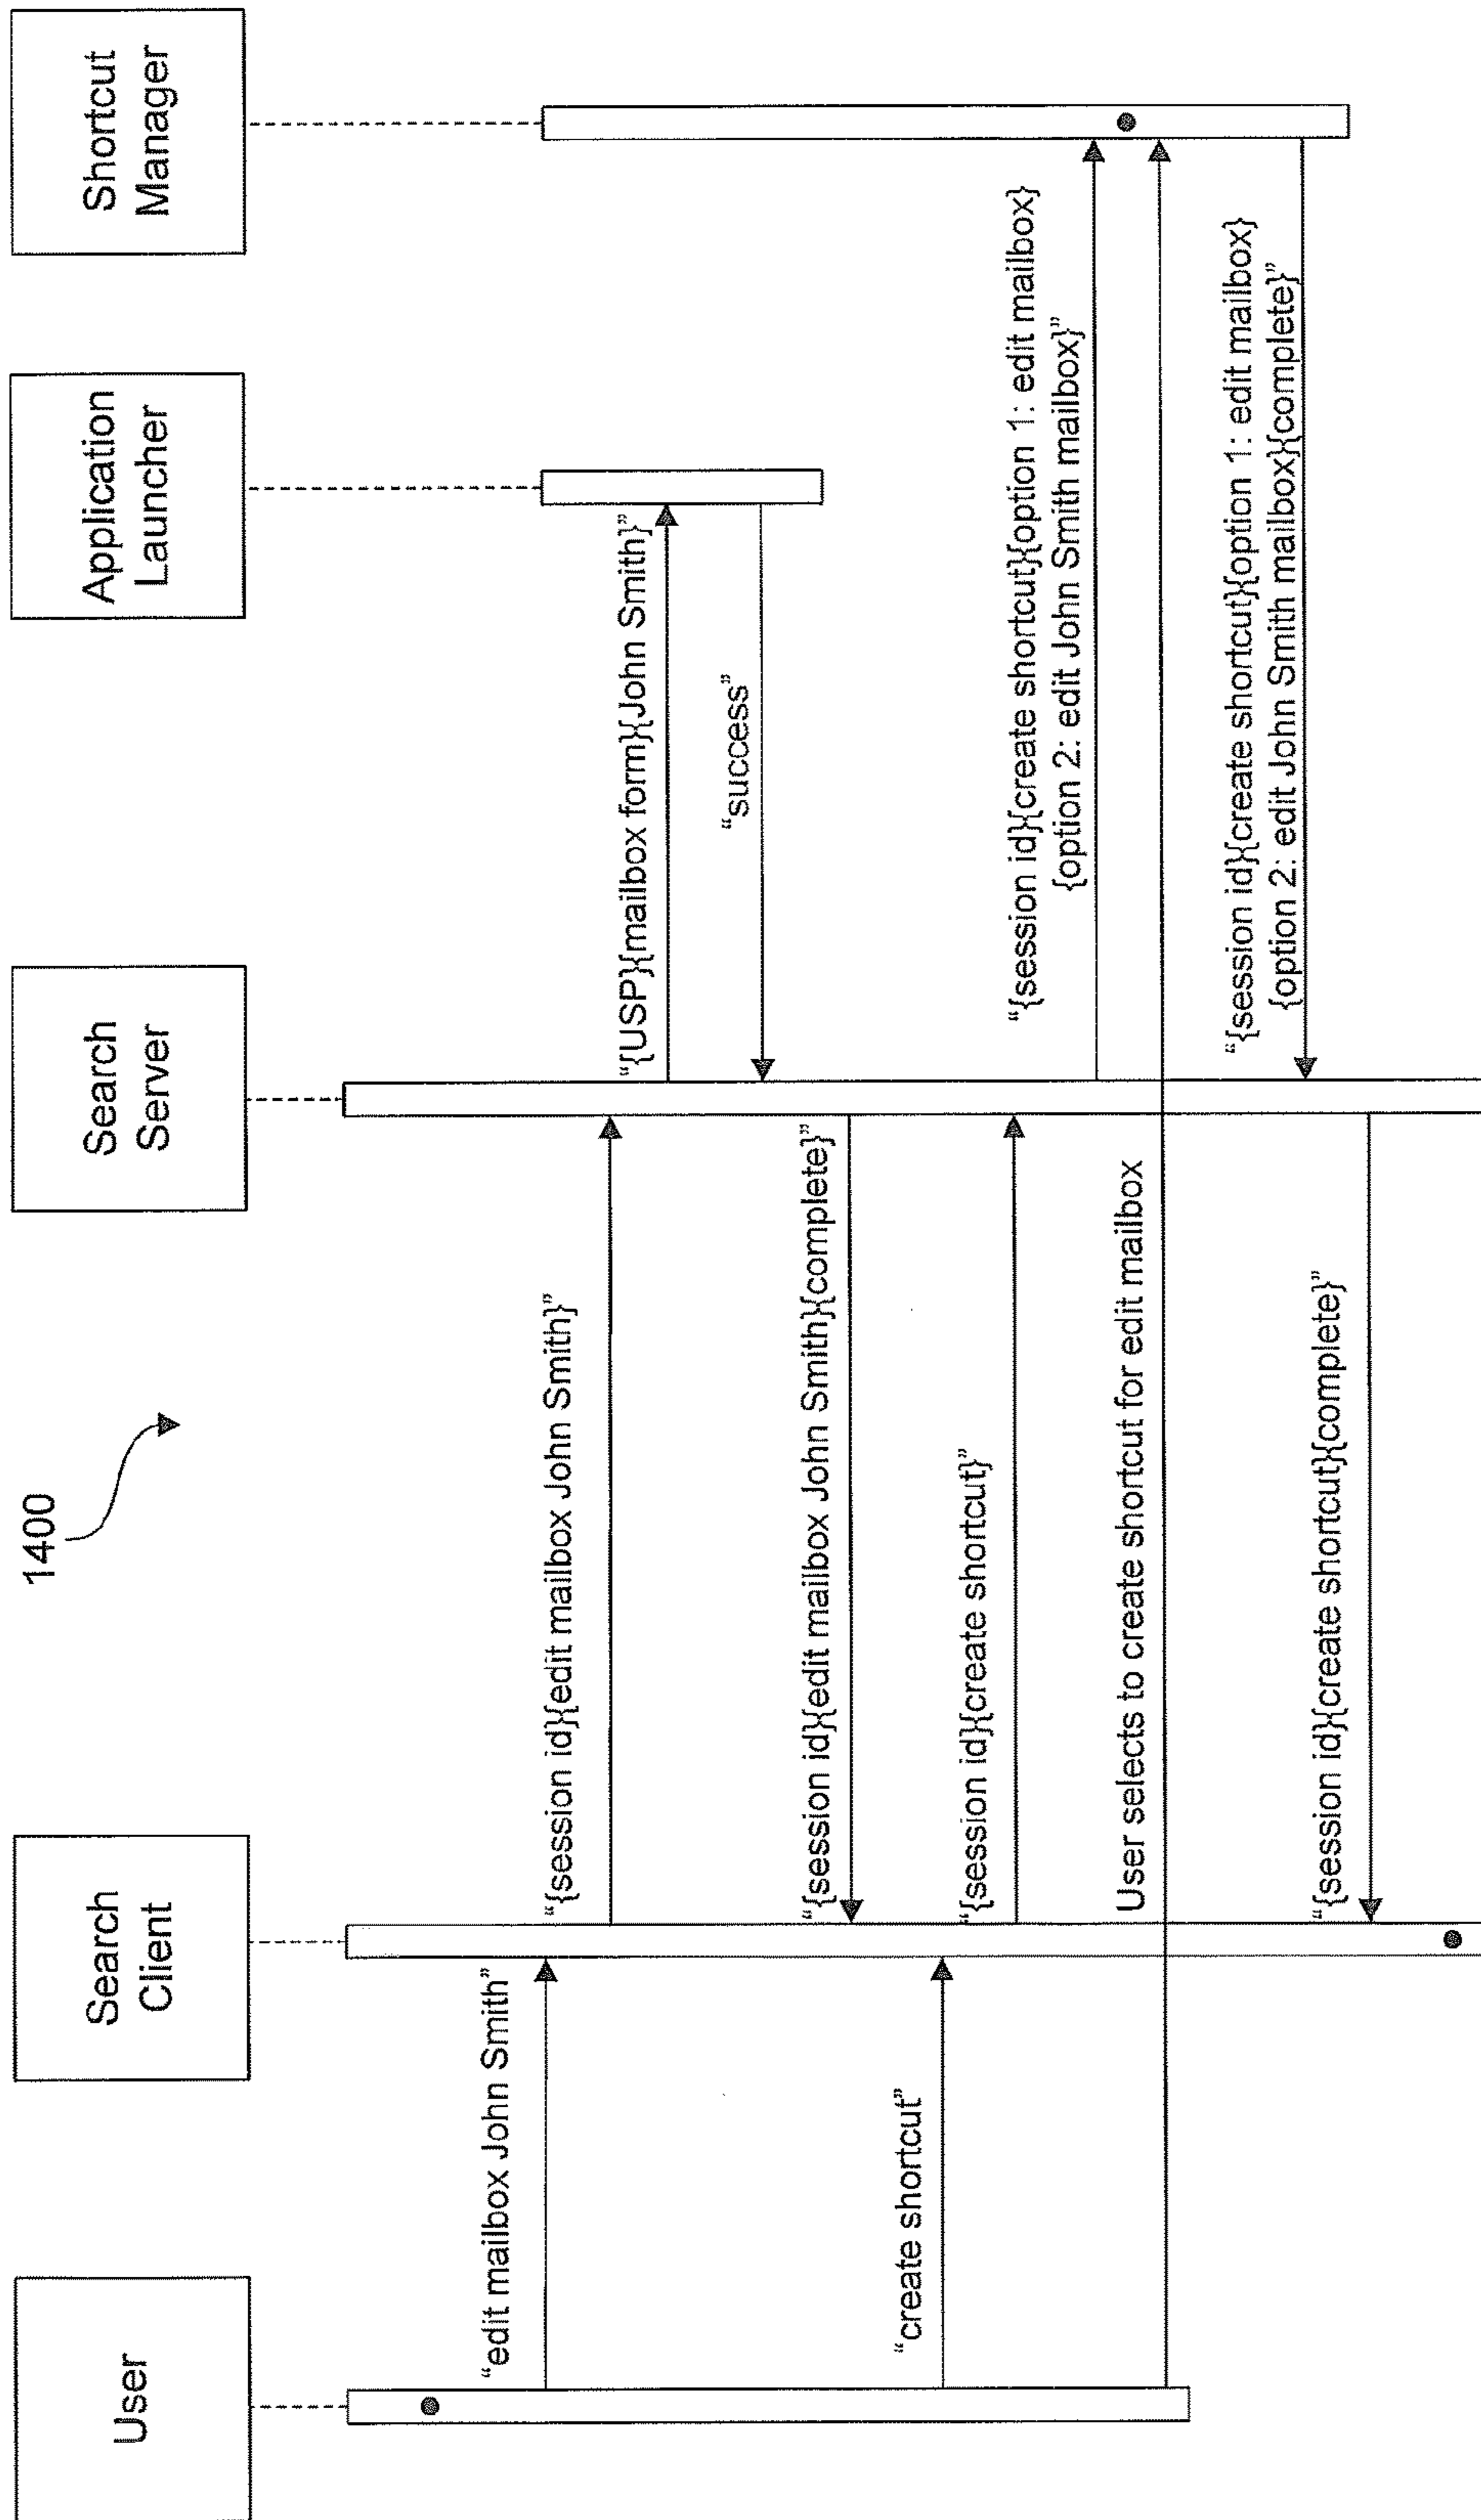 1400
User
Search
Client
Search
Server
Application
Launcher
Shortcut
Manager
“edit mailbox John Smith”
“{session id}{edit mailbox John Smith}”
“{USP}{mailbox form}{John Smith}”
“success”
“{session id}{edit mailbox John Smith}{complete}”
“create shortcut”
“{session id}{create shortcut}”
“{session id}{create shortcut}{option 1: edit mailbox}
{option 2: edit John Smith mailbox}”
User selects to create shortcut for edit mailbox
“{session id}{create shortcut}{option 1: edit mailbox}
{option 2: edit John Smith mailbox}{complete}”
“{session id}{create shortcut}{complete}”